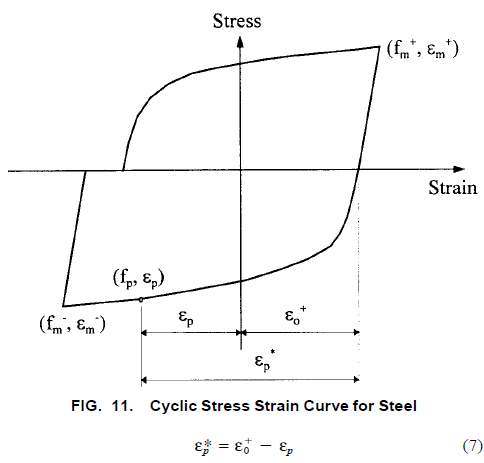 Stress
(fm+, εm+)
Strain
(fp, εp)
(fm-, εm-)
εp
εo+
εp*
FIG. 11. Cyclic Stress Strain Curve for Steel
εp* = ε0+ − εp (7)